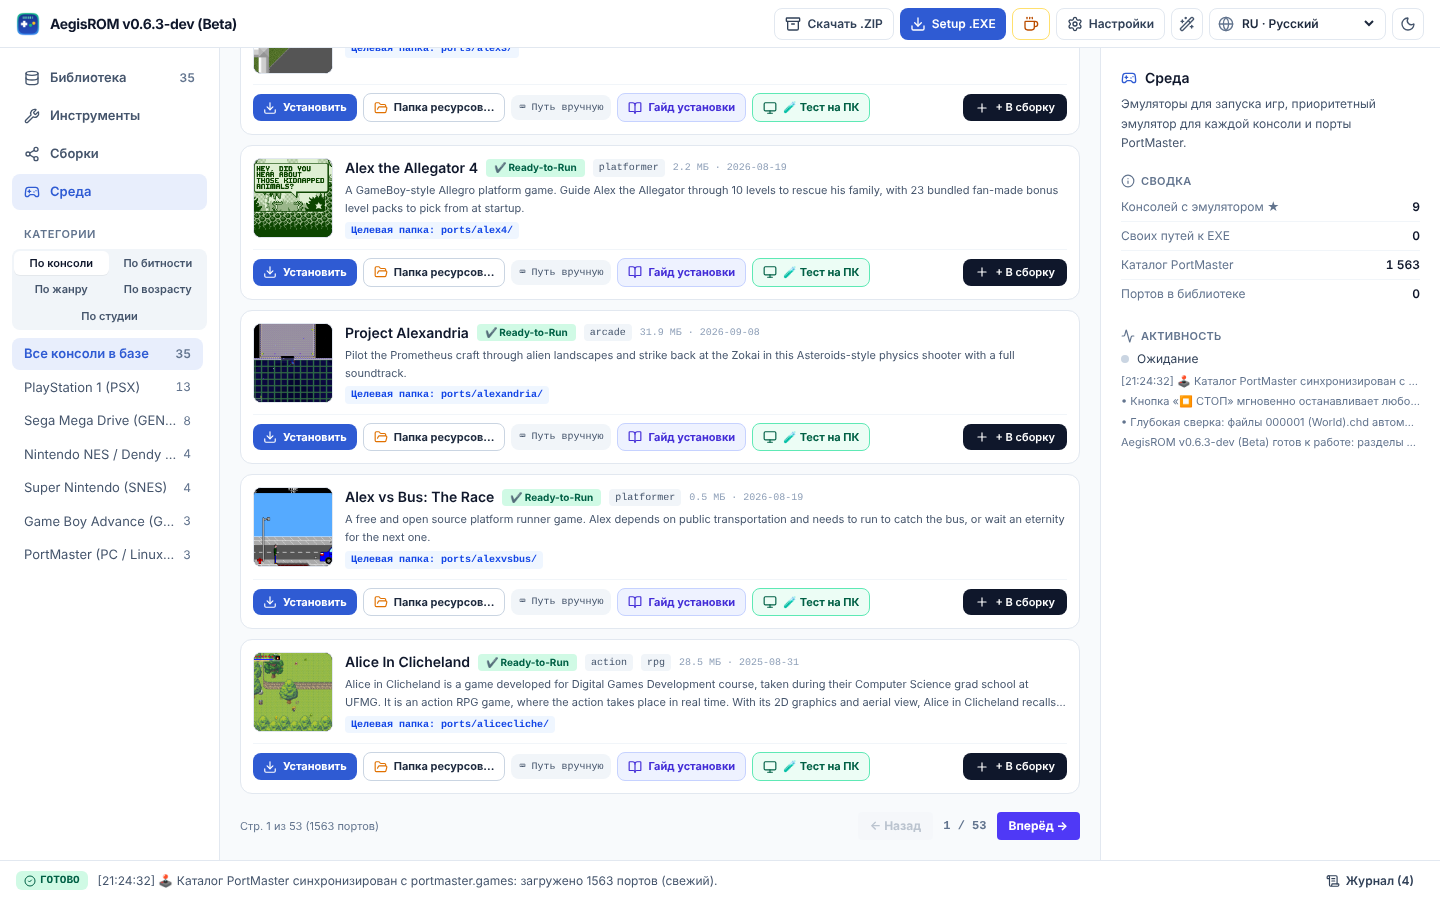 AegisROM v0.6.3-dev (Beta)
Скачать .ZIP
Setup .EXE
Настройки
RU · Русский
Библиотека 35
Инструменты
Сборки
Среда
КАТЕГОРИИ
По консоли
По битности
По жанру
По возрасту
По студии
Все консоли в базе 35
PlayStation 1 (PSX) 13
Sega Mega Drive (GEN... 8
Nintendo NES / Dendy ... 4
Super Nintendo (SNES) 4
Game Boy Advance (G... 3
PortMaster (PC / Linux... 3
Целевая папка: ports/alex3/
Установить
Папка ресурсов...
Путь вручную
Гайд установки
Тест на ПК
+ В сборку
HEY, DID YOU
HEAR ABOUT
THOSE KIDNAPPED
ANIMALS?
Alex the Allegator 4 ✔ Ready-to-Run platformer 2.2 МБ · 2026-08-19
A GameBoy-style Allegro platform game. Guide Alex the Allegator through 10 levels to rescue his family, with 23 bundled fan-made bonus
level packs to pick from at startup.
Целевая папка: ports/alex4/
Установить
Папка ресурсов...
Путь вручную
Гайд установки
Тест на ПК
+ В сборку
Project Alexandria ✔ Ready-to-Run arcade 31.9 МБ · 2026-09-08
Pilot the Prometheus craft through alien landscapes and strike back at the Zokai in this Asteroids-style physics shooter with a full
soundtrack.
Целевая папка: ports/alexandria/
Установить
Папка ресурсов...
Путь вручную
Гайд установки
Тест на ПК
+ В сборку
Alex vs Bus: The Race ✔ Ready-to-Run platformer 0.5 МБ · 2026-08-19
A free and open source platform runner game. Alex depends on public transportation and needs to run to catch the bus, or wait an eternity
for the next one.
Целевая папка: ports/alexvsbus/
Установить
Папка ресурсов...
Путь вручную
Гайд установки
Тест на ПК
+ В сборку
Alice In Clicheland ✔ Ready-to-Run action rpg 28.5 МБ · 2025-08-31
Alice in Clicheland is a game developed for Digital Games Development course, taken during their Computer Science grad school at
UFMG. It is an action RPG game, where the action takes place in real time. With its 2D graphics and aerial view, Alice in Clicheland recalls...
Целевая папка: ports/alicecliche/
Установить
Папка ресурсов...
Путь вручную
Гайд установки
Тест на ПК
+ В сборку
Стр. 1 из 53 (1563 портов)
← Назад
1 / 53
Вперёд →
Среда
Эмуляторы для запуска игр, приоритетный
эмулятор для каждой консоли и порты
PortMaster.
СВОДКА
Консолей с эмулятором ★ 9
Своих путей к EXE 0
Каталог PortMaster 1 563
Портов в библиотеке 0
АКТИВНОСТЬ
Ожидание
[21:24:32] 🕹️ Каталог PortMaster синхронизирован с ...
• Кнопка «⏹️ СТОП» мгновенно останавливает любо...
• Глубокая сверка: файлы 000001 (World).chd автом...
AegisROM v0.6.3-dev (Beta) готов к работе: разделы ...
ГОТОВО
[21:24:32] 🕹️ Каталог PortMaster синхронизирован с portmaster.games: загружено 1563 портов (свежий).
Журнал (4)